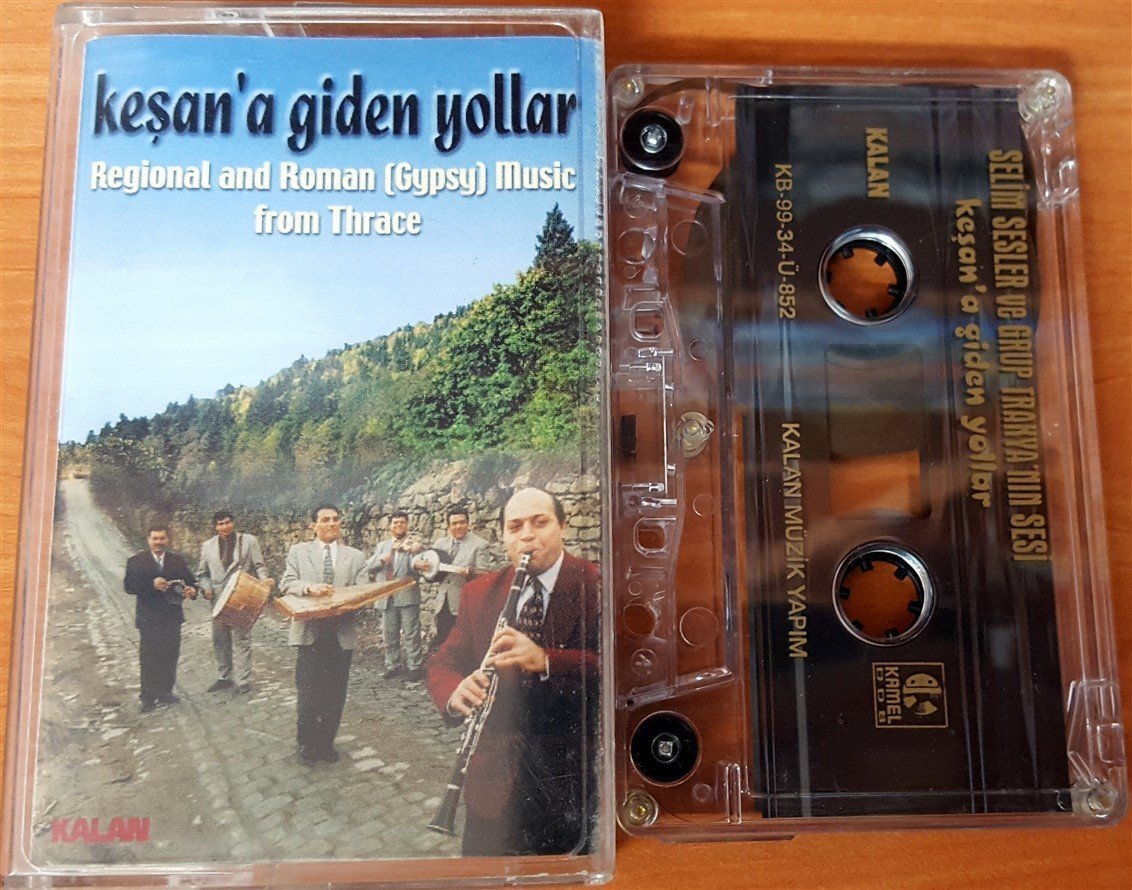 keşan'a giden yollar
Regional and Roman (Gypsy) Music
from Thrace
KALAN
SELİM SESLER ve GRUP TRAKYA'NIN SESİ
keşan'a giden yollar
KALAN
KB-99-34-Ü-852
KALAN MÜZİK YAPIM
KAMEL